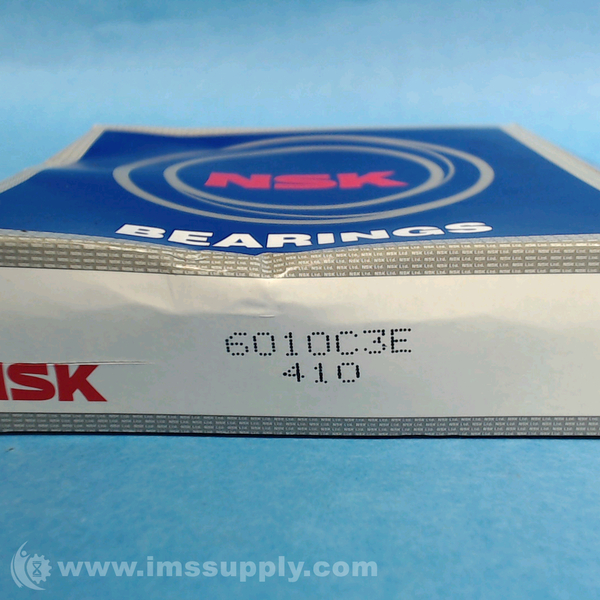 NSK
BEARINGS
6010C3E
410
NSK
www.imssupply.com